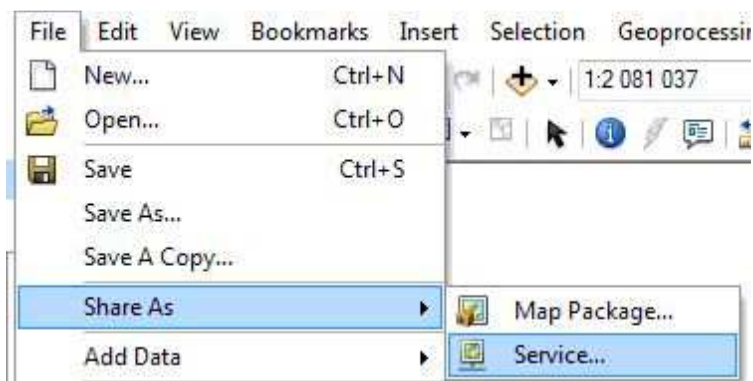 File Edit View Bookmarks Insert Selection Geoprocessin
New... Ctrl+N
1:2 081 037
Open... Ctrl+O
Save Ctrl+S
Save As...
Save A Copy...
Share As
Map Package...
Add Data
Service...